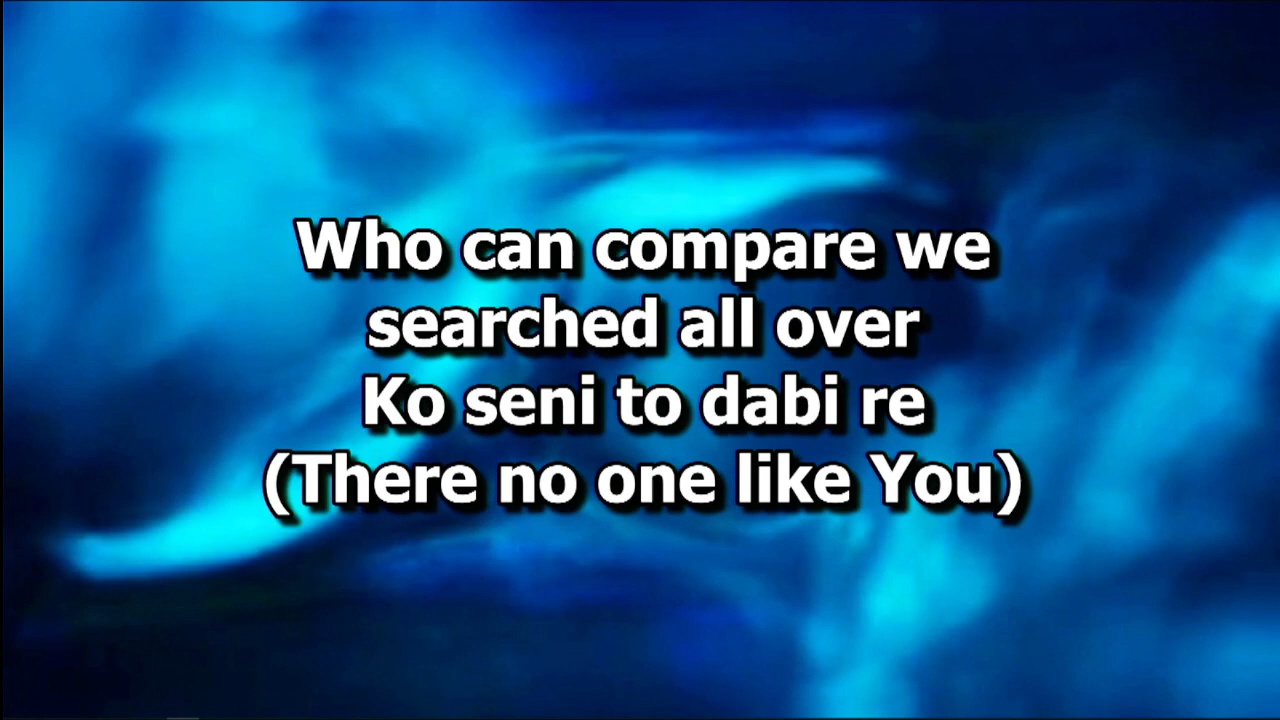 Who can compare we
searched all over
Ko seni to dabi re
(There no one like You)